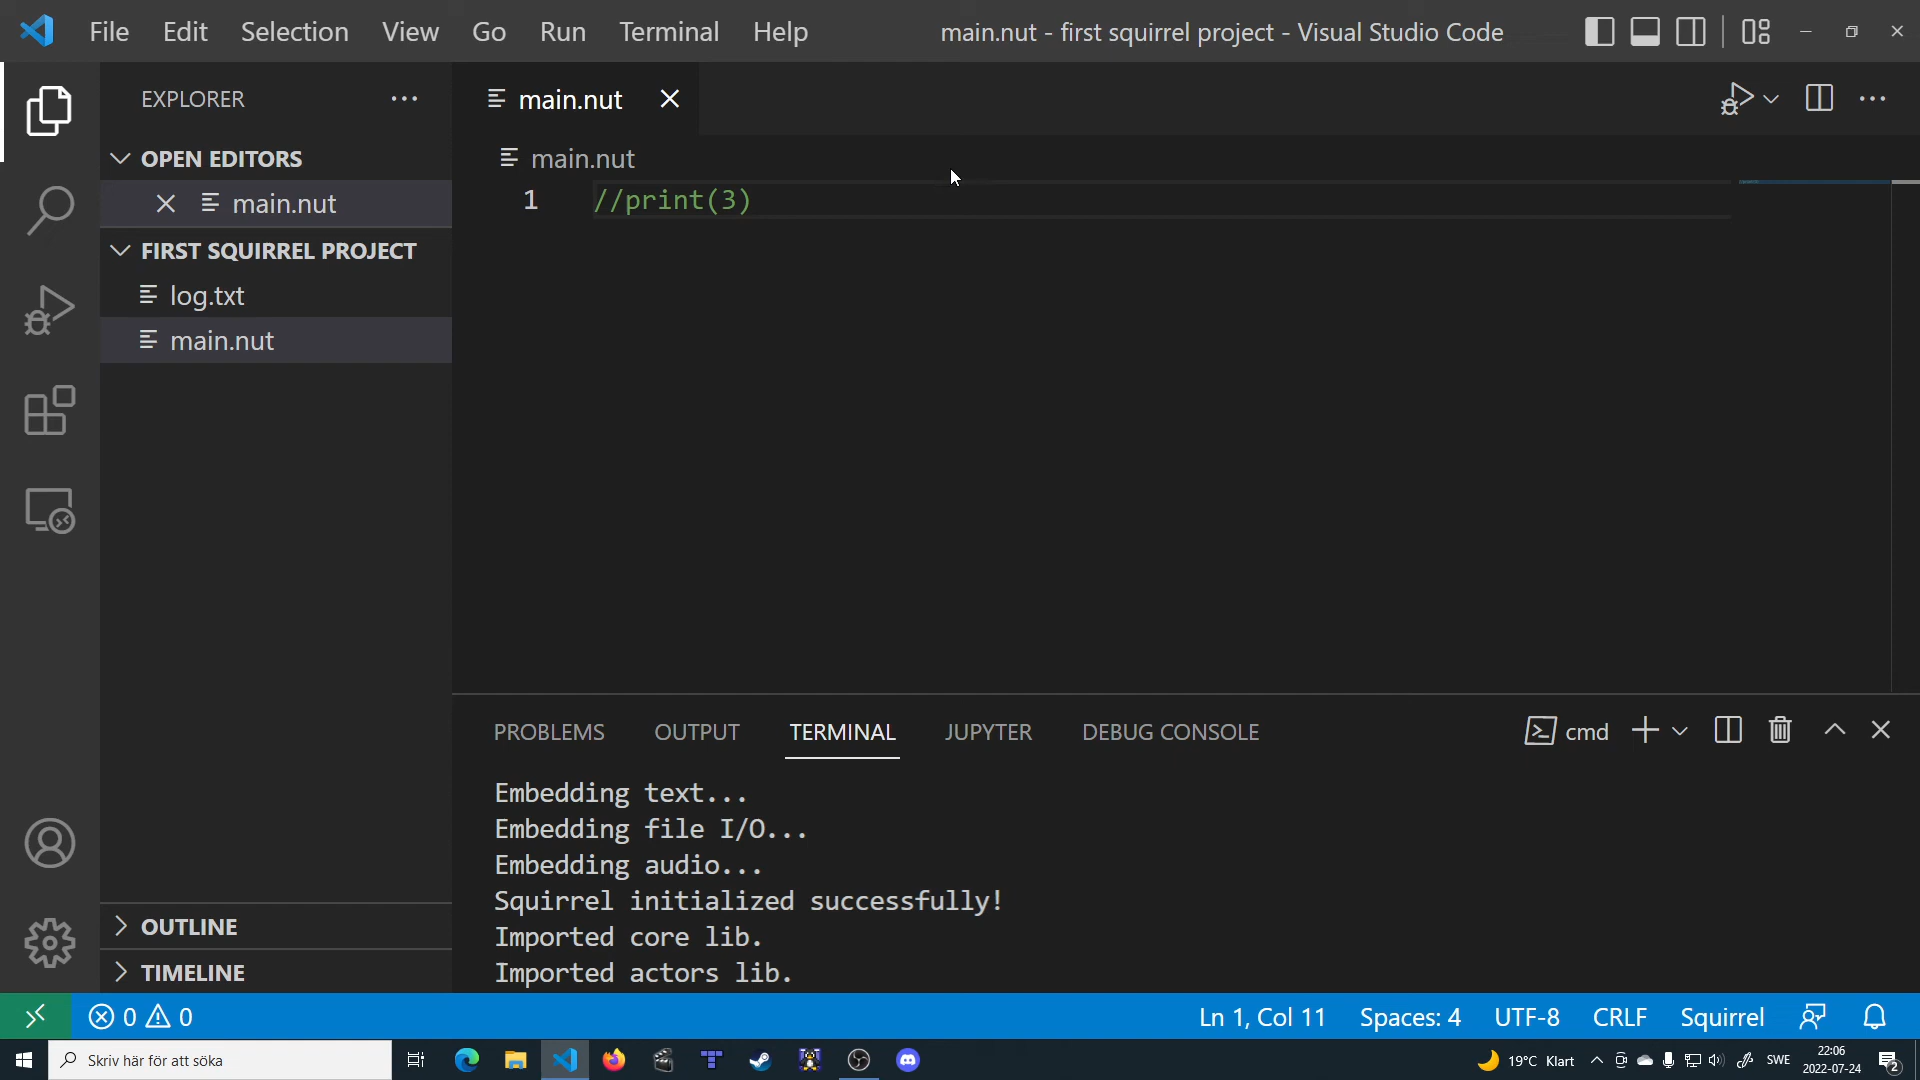 File Edit Selection View Go Run Terminal Help
main.nut - first squirrel project - Visual Studio Code
EXPLORER
OPEN EDITORS
main.nut
FIRST SQUIRREL PROJECT
log.txt
main.nut
OUTLINE
TIMELINE
main.nut
main.nut
1 //print(3)
PROBLEMS OUTPUT TERMINAL JUPYTER DEBUG CONSOLE
cmd
Embedding text...
Embedding file I/O...
Embedding audio...
Squirrel initialized successfully!
Imported core lib.
Imported actors lib.
0 0
Ln 1, Col 11 Spaces: 4 UTF-8 CRLF Squirrel
Skriv här för att söka
19°C Klart
SWE
22:06
2022-07-24
2